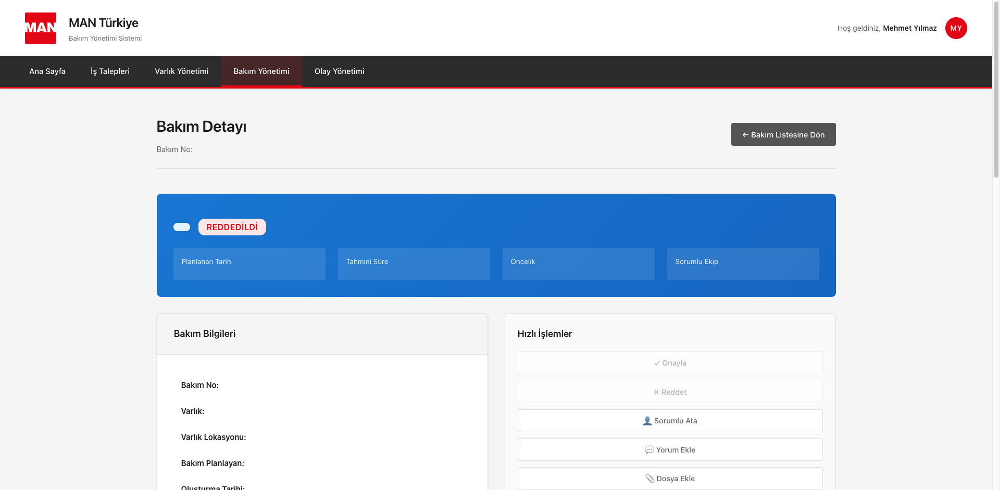 MAN
MAN Türkiye
Bakım Yönetimi Sistemi
Hoş geldiniz, Mehmet Yılmaz
MY
Ana Sayfa
İş Talepleri
Varlık Yönetimi
Bakım Yönetimi
Olay Yönetimi
Bakım Detayı
Bakım No:
← Bakım Listesine Dön
REDDEDİLDİ
Planlanan Tarih
Tahmini Süre
Öncelik
Sorumlu Ekip
Bakım Bilgileri
Bakım No:
Varlık:
Varlık Lokasyonu:
Bakım Planlayan:
Oluşturma Tarihi:
Hızlı İşlemler
✓ Onayla
✕ Reddet
👤 Sorumlu Ata
💬 Yorum Ekle
📎 Dosya Ekle